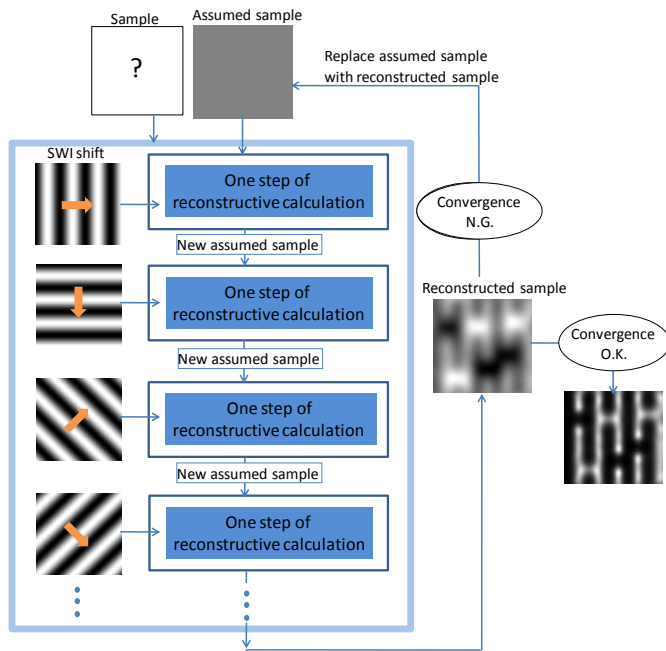 Sample
Assumed sample
?
Replace assumed sample
with reconstructed sample
SWI shift
One step of
reconstructive calculation
New assumed sample
One step of
reconstructive calculation
New assumed sample
One step of
reconstructive calculation
New assumed sample
One step of
reconstructive calculation
Convergence
N.G.
Reconstructed sample
Convergence
O.K.